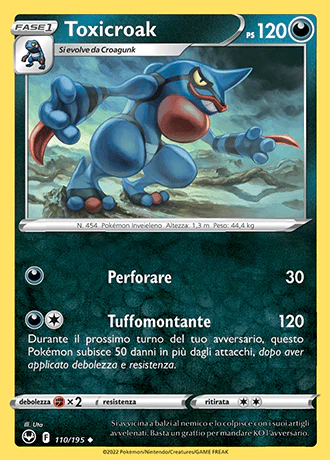 FASE 1
Toxicroak
PS 120
Si evolve da Croagunk
N. 454 Pokémon Inveleno Altezza: 1,3 m Peso: 44,4 kg
Perforare 30
Tuffomontante 120
Durante il prossimo turno del tuo avversario, questo
Pokémon subisce 50 danni in più dagli attacchi, dopo aver
applicato debolezza e resistenza.
debolezza ×2 resistenza ritirata
Ill. Uta
F 110/195
Si avvicina a balzi al nemico e lo colpisce con i suoi artigli
avvelenati. Basta un graffio per mandare KO l'avversario.
©2022 Pokémon/Nintendo/Creatures/GAME FREAK